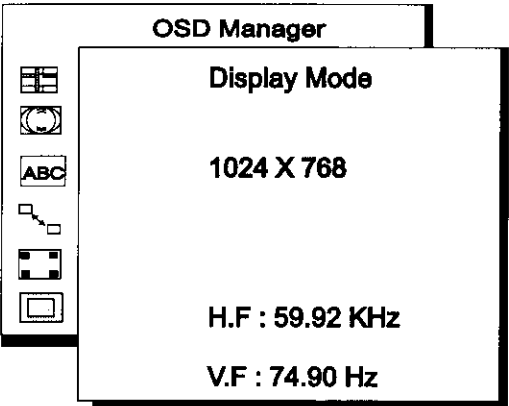 OSD Manager
Display Mode
ABC
1024 X 768
H.F : 59.92 KHz
V.F : 74.90 Hz